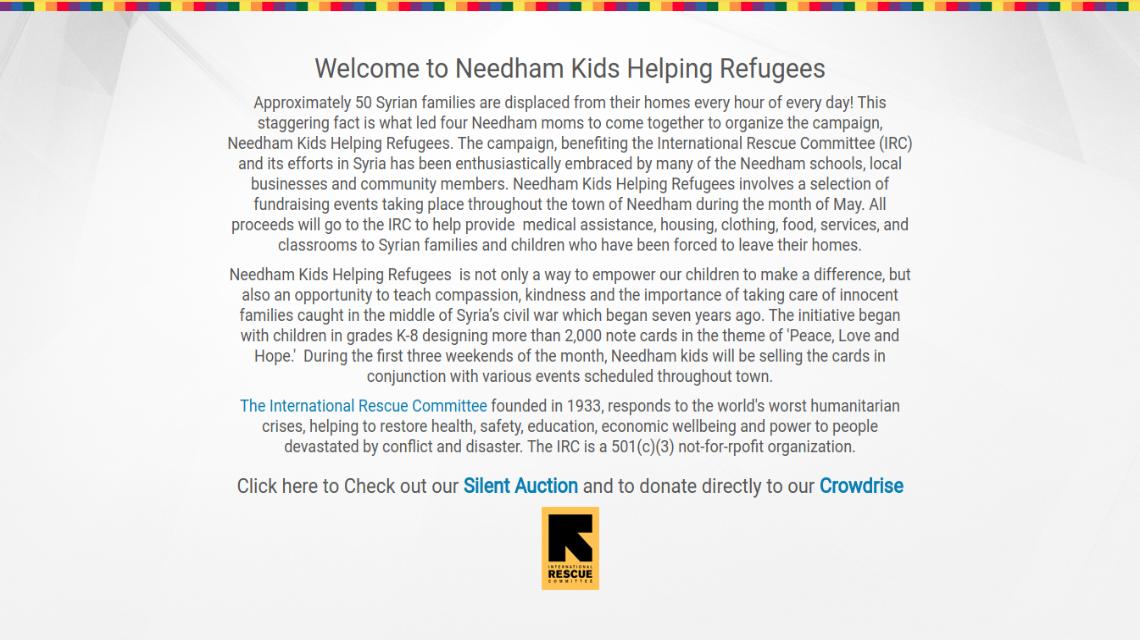 Welcome to Needham Kids Helping Refugees
Approximately 50 Syrian families are displaced from their homes every hour of every day! This
staggering fact is what led four Needham moms to come together to organize the campaign,
Needham Kids Helping Refugees. The campaign, benefiting the International Rescue Committee (IRC)
and its efforts in Syria has been enthusiastically embraced by many of the Needham schools, local
businesses and community members. Needham Kids Helping Refugees involves a selection of
fundraising events taking place throughout the town of Needham during the month of May. All
proceeds will go to the IRC to help provide  medical assistance, housing, clothing, food, services, and
classrooms to Syrian families and children who have been forced to leave their homes.
Needham Kids Helping Refugees  is not only a way to empower our children to make a difference, but
also an opportunity to teach compassion, kindness and the importance of taking care of innocent
families caught in the middle of Syria's civil war which began seven years ago. The initiative began
with children in grades K-8 designing more than 2,000 note cards in the theme of 'Peace, Love and
Hope.'  During the first three weekends of the month, Needham kids will be selling the cards in
conjunction with various events scheduled throughout town.
The International Rescue Committee founded in 1933, responds to the world's worst humanitarian
crises, helping to restore health, safety, education, economic wellbeing and power to people
devastated by conflict and disaster. The IRC is a 501(c)(3) not-for-rpofit organization.
Click here to Check out our Silent Auction and to donate directly to our Crowdrise
INTERNATIONAL
RESCUE
COMMITTEE